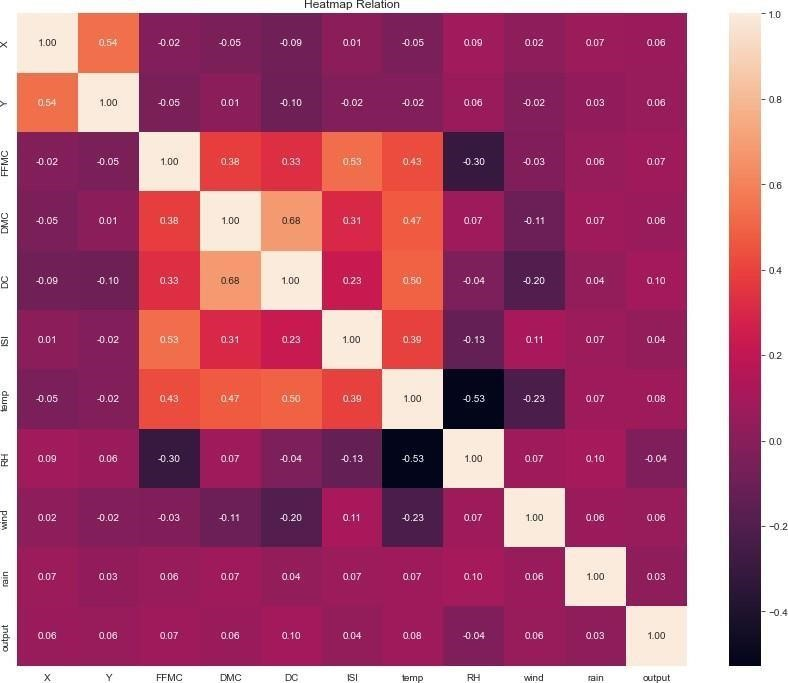 Heatmap Relation
X 1.00 0.54 -0.02 -0.05 -0.09 0.01 -0.05 0.09 0.02 0.07 0.06
Y 0.54 1.00 -0.05 0.01 -0.10 -0.02 -0.02 0.06 -0.02 0.03 0.06
FFMC -0.02 -0.05 1.00 0.38 0.33 0.53 0.43 -0.30 -0.03 0.06 0.07
DMC -0.05 0.01 0.38 1.00 0.68 0.31 0.47 0.07 -0.11 0.07 0.06
DC -0.09 -0.10 0.33 0.68 1.00 0.23 0.50 -0.04 -0.20 0.04 0.10
ISI 0.01 -0.02 0.53 0.31 0.23 1.00 0.39 -0.13 0.11 0.07 0.04
temp -0.05 -0.02 0.43 0.47 0.50 0.39 1.00 -0.53 -0.23 0.07 0.08
RH 0.09 0.06 -0.30 0.07 -0.04 -0.13 -0.53 1.00 0.07 0.10 -0.04
wind 0.02 -0.02 -0.03 -0.11 -0.20 0.11 -0.23 0.07 1.00 0.06 0.06
rain 0.07 0.03 0.06 0.07 0.04 0.07 0.07 0.10 0.06 1.00 0.03
output 0.06 0.06 0.07 0.06 0.10 0.04 0.08 -0.04 0.06 0.03 1.00
X Y FFMC DMC DC ISI temp RH wind rain output
1.0
0.8
0.6
0.4
0.2
0.0
-0.2
-0.4